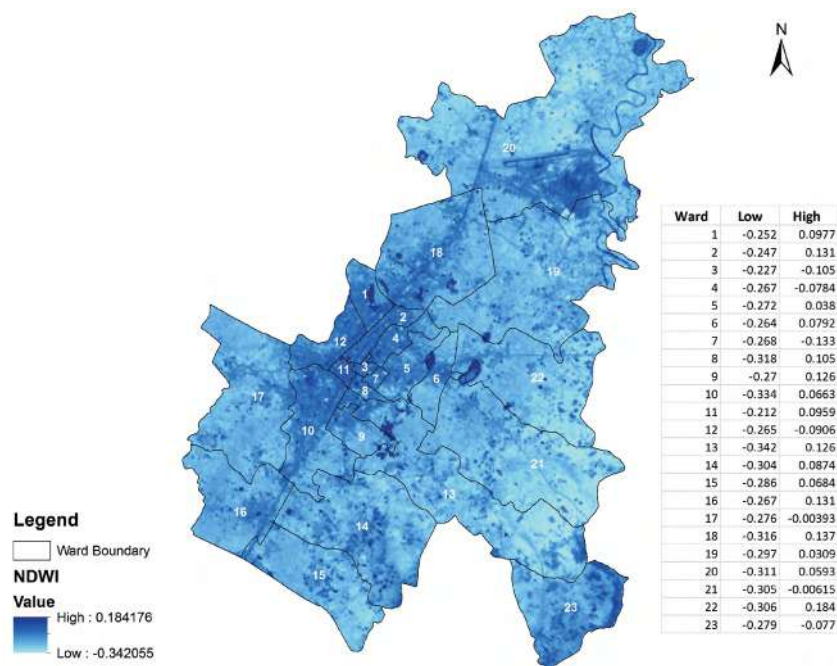 N
20
18
19
1
2
12
4
3
11
7
5
6
22
8
17
10
9
21
13
16
14
15
23
Ward Low High
1 -0.252 0.0977
2 -0.247 0.131
3 -0.227 -0.105
4 -0.267 -0.0784
5 -0.272 0.038
6 -0.264 0.0792
7 -0.268 -0.133
8 -0.318 0.105
9 -0.27 0.126
10 -0.334 0.0663
11 -0.212 0.0959
12 -0.265 -0.0906
13 -0.342 0.126
14 -0.304 0.0874
15 -0.286 0.0684
16 -0.267 0.131
17 -0.276 -0.00393
18 -0.316 0.137
19 -0.297 0.0309
20 -0.311 0.0593
21 -0.305 -0.00615
22 -0.306 0.184
23 -0.279 -0.077
Legend
Ward Boundary
NDWI
Value
High : 0.184176
Low : -0.342055